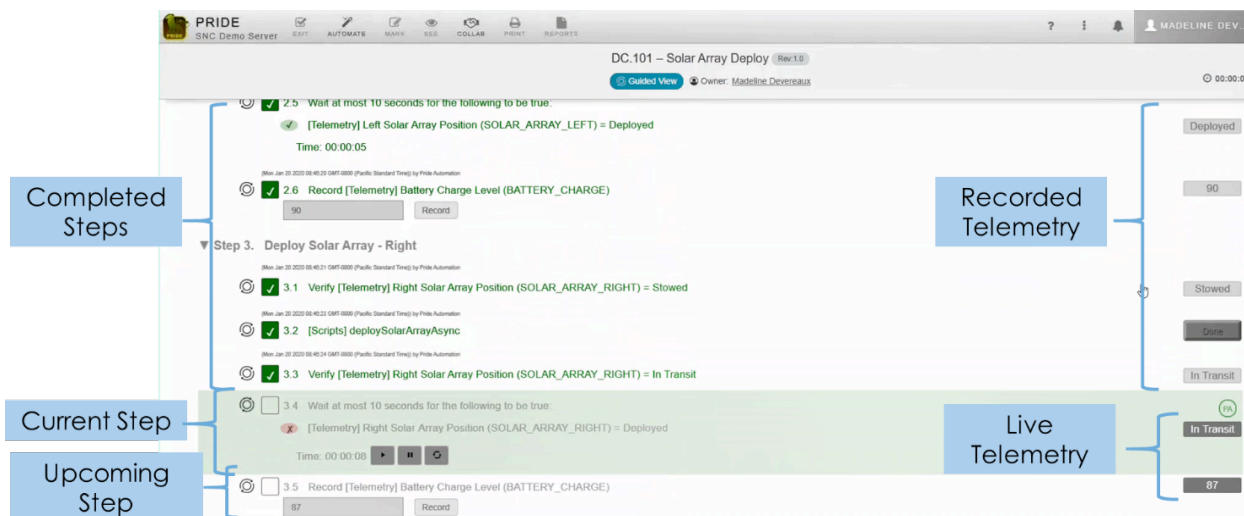 PRIDE
SNC Demo Server
EXIT
AUTOMATE
MARK
SEE
COLLAB
PRINT
REPORTS
?
MADELINE DEV...
DC.101 – Solar Array Deploy Rev:1.0
Guided View Owner: Madeline Devereaux
00:00:0
2.5 Wait at most 10 seconds for the following to be true:
[Telemetry] Left Solar Array Position (SOLAR_ARRAY_LEFT) = Deployed
Deployed
Time: 00:00:05
(Mon Jan 20 2020 08:46:20 GMT-0800 (Pacific Standard Time)) by Pride Automation
2.6 Record [Telemetry] Battery Charge Level (BATTERY_CHARGE)
90
90 Record
Completed
Steps
Recorded
Telemetry
▼ Step 3. Deploy Solar Array - Right
(Mon Jan 20 2020 08:46:21 GMT-0800 (Pacific Standard Time)) by Pride Automation
3.1 Verify [Telemetry] Right Solar Array Position (SOLAR_ARRAY_RIGHT) = Stowed
Stowed
(Mon Jan 20 2020 08:46:23 GMT-0800 (Pacific Standard Time)) by Pride Automation
3.2 [Scripts] deploySolarArrayAsync
Done
(Mon Jan 20 2020 08:46:24 GMT-0800 (Pacific Standard Time)) by Pride Automation
3.3 Verify [Telemetry] Right Solar Array Position (SOLAR_ARRAY_RIGHT) = In Transit
In Transit
Current Step
3.4 Wait at most 10 seconds for the following to be true:
PA
[Telemetry] Right Solar Array Position (SOLAR_ARRAY_RIGHT) = Deployed
In Transit
Time: 00:00:08
Live
Telemetry
Upcoming
Step
3.5 Record [Telemetry] Battery Charge Level (BATTERY_CHARGE)
87
87 Record